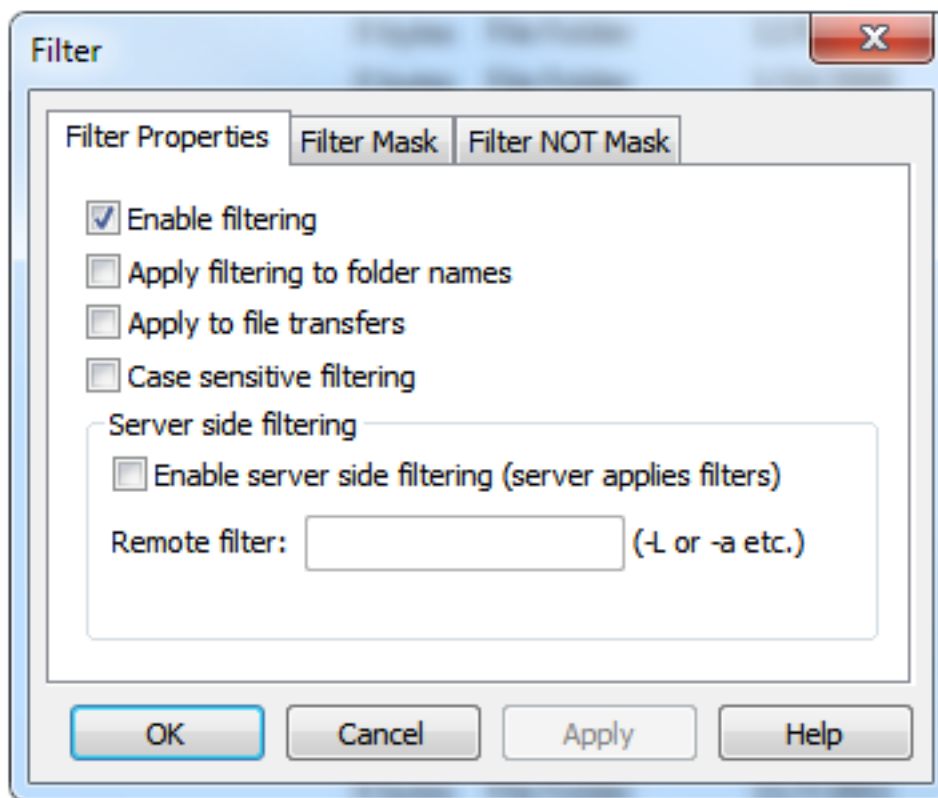 Filter
Filter Properties Filter Mask Filter NOT Mask
Enable filtering
Apply filtering to folder names
Apply to file transfers
Case sensitive filtering
Server side filtering
Enable server side filtering (server applies filters)
Remote filter: (-L or -a etc.)
OK Cancel Apply Help